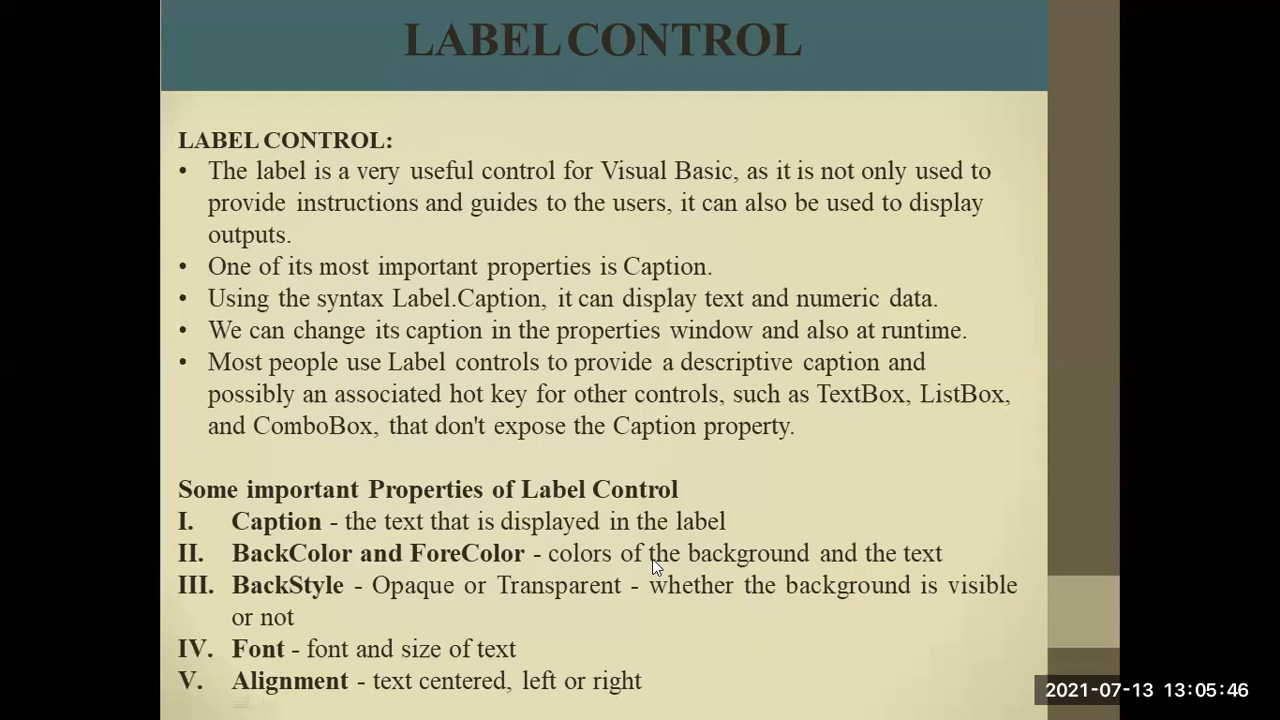 LABEL CONTROL
LABEL CONTROL:
• The label is a very useful control for Visual Basic, as it is not only used to
provide instructions and guides to the users, it can also be used to display
outputs.
• One of its most important properties is Caption.
• Using the syntax Label.Caption, it can display text and numeric data.
• We can change its caption in the properties window and also at runtime.
• Most people use Label controls to provide a descriptive caption and
possibly an associated hot key for other controls, such as TextBox, ListBox,
and ComboBox, that don't expose the Caption property.
Some important Properties of Label Control
I. Caption - the text that is displayed in the label
II. BackColor and ForeColor - colors of the background and the text
III. BackStyle - Opaque or Transparent - whether the background is visible
or not
IV. Font - font and size of text
V. Alignment - text centered, left or right
2021-07-13 13:05:46